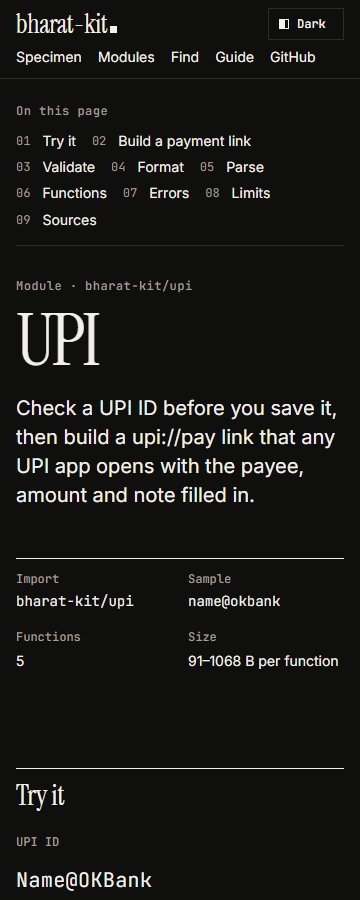 bharat-kit
Dark
Specimen Modules Find Guide GitHub
On this page
01 Try it 02 Build a payment link
03 Validate 04 Format 05 Parse
06 Functions 07 Errors 08 Limits
09 Sources
Module · bharat-kit/upi
UPI
Check a UPI ID before you save it,
then build a upi://pay link that any
UPI app opens with the payee,
amount and note filled in.
Import Sample
bharat-kit/upi name@okbank
Functions Size
5 91–1068 B per function
Try it
UPI ID
Name@OKBank